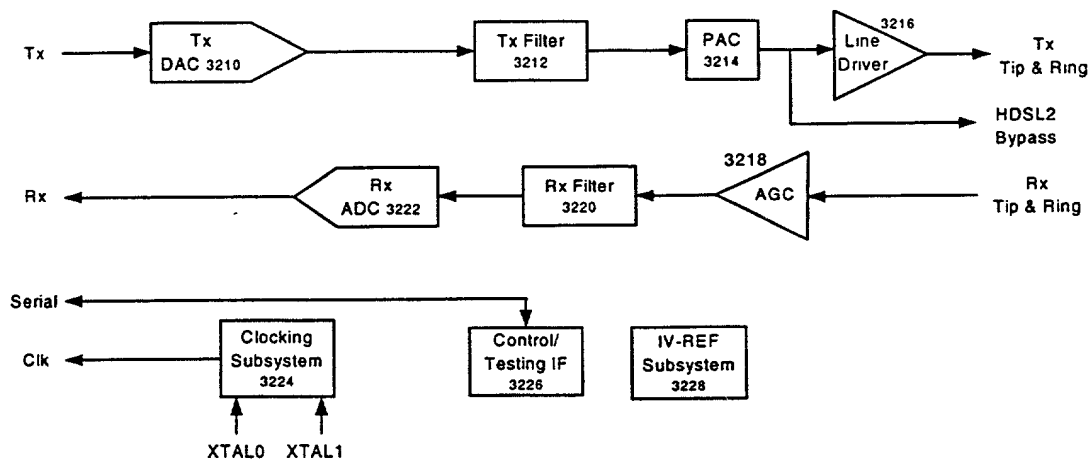 Tx
Tx
DAC 3210
Tx Filter
3212
PAC
3214
3216
Line
Driver
Tx
Tip & Ring
HDSL2
Bypass
Rx
Rx
ADC 3222
Rx Filter
3220
3218
AGC
Rx
Tip & Ring
Serial
Clk
Clocking
Subsystem
3224
Control/
Testing IF
3226
IV-REF
Subsystem
3228
XTAL0 XTAL1